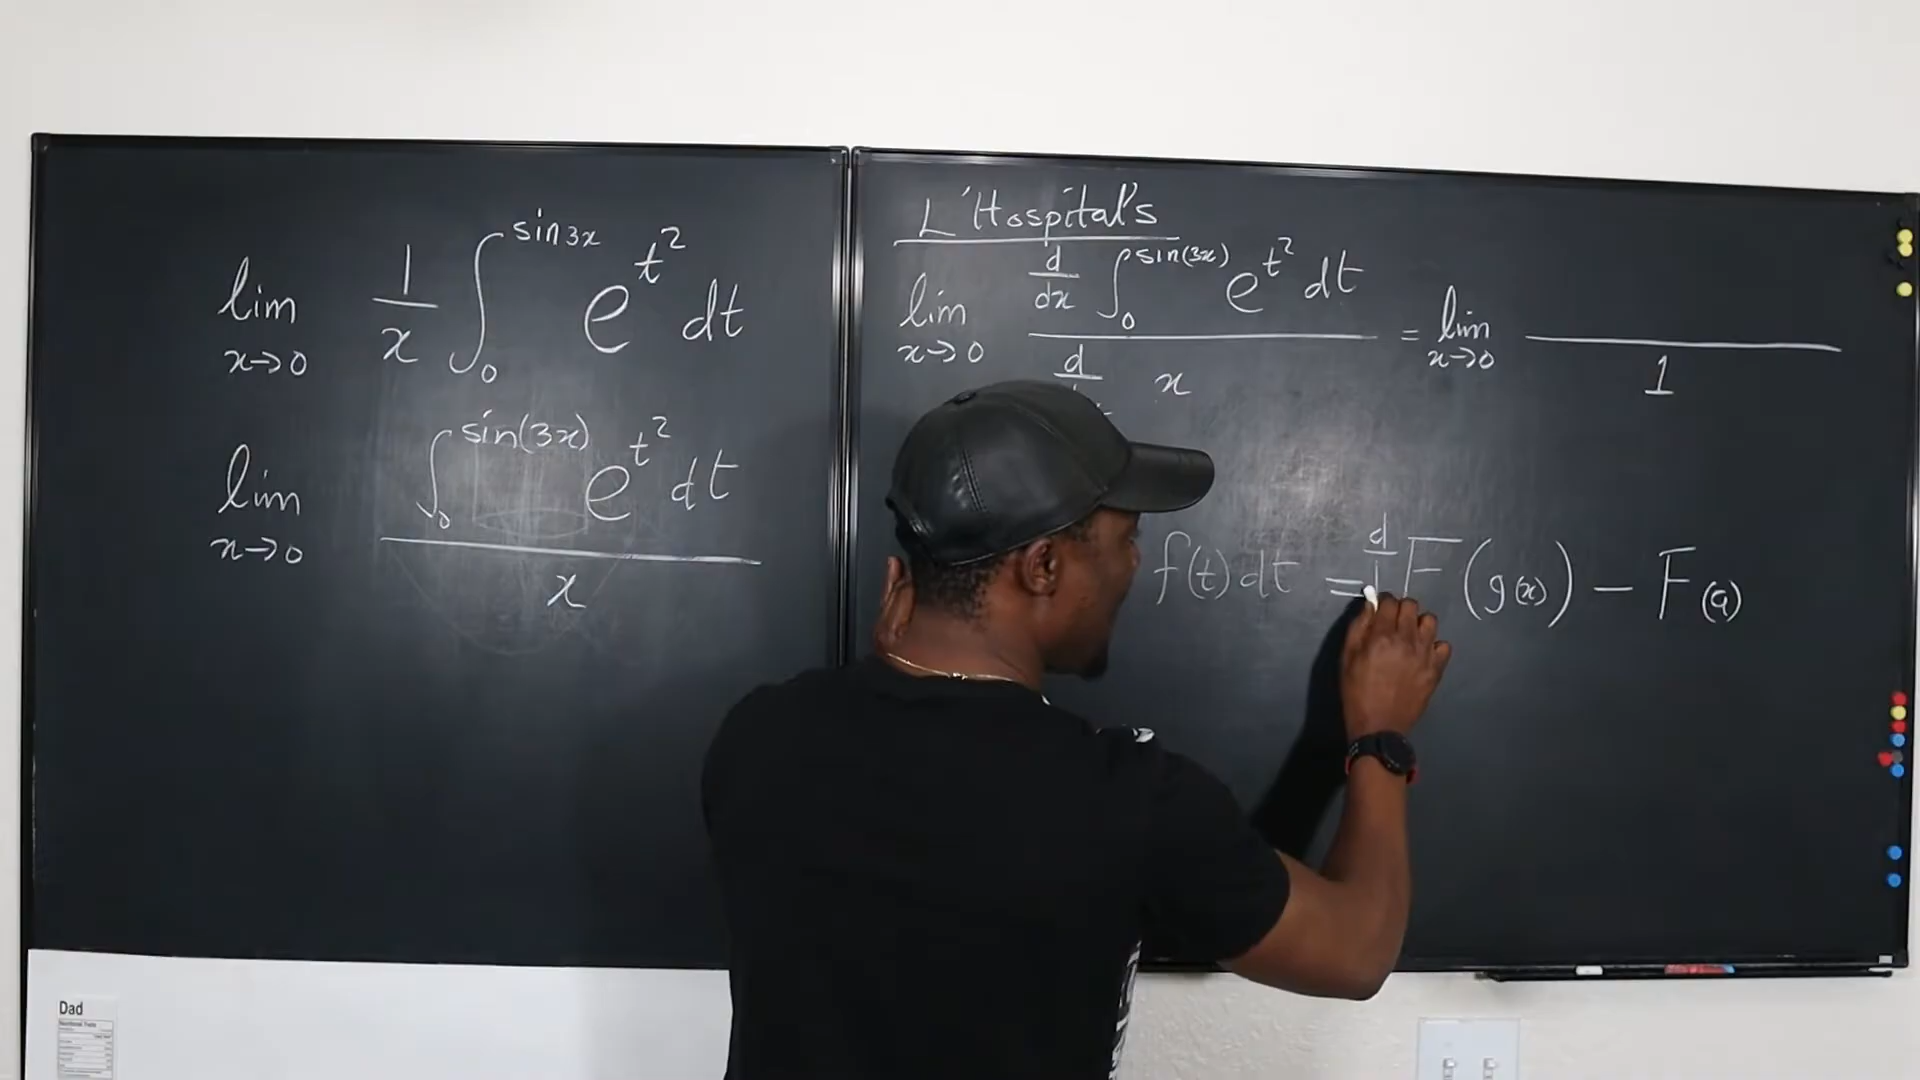 lim x→0 1/x ∫₀^sin3x e^t² dt
lim x→0 ∫₀^sin(3x) e^t² dt / x
L'Hospital's
lim x→0 d/dx ∫₀^sin(3x) e^t² dt / d x = lim x→0 / 1
f(t) dt = d F(g(x)) − F(a)
Dad